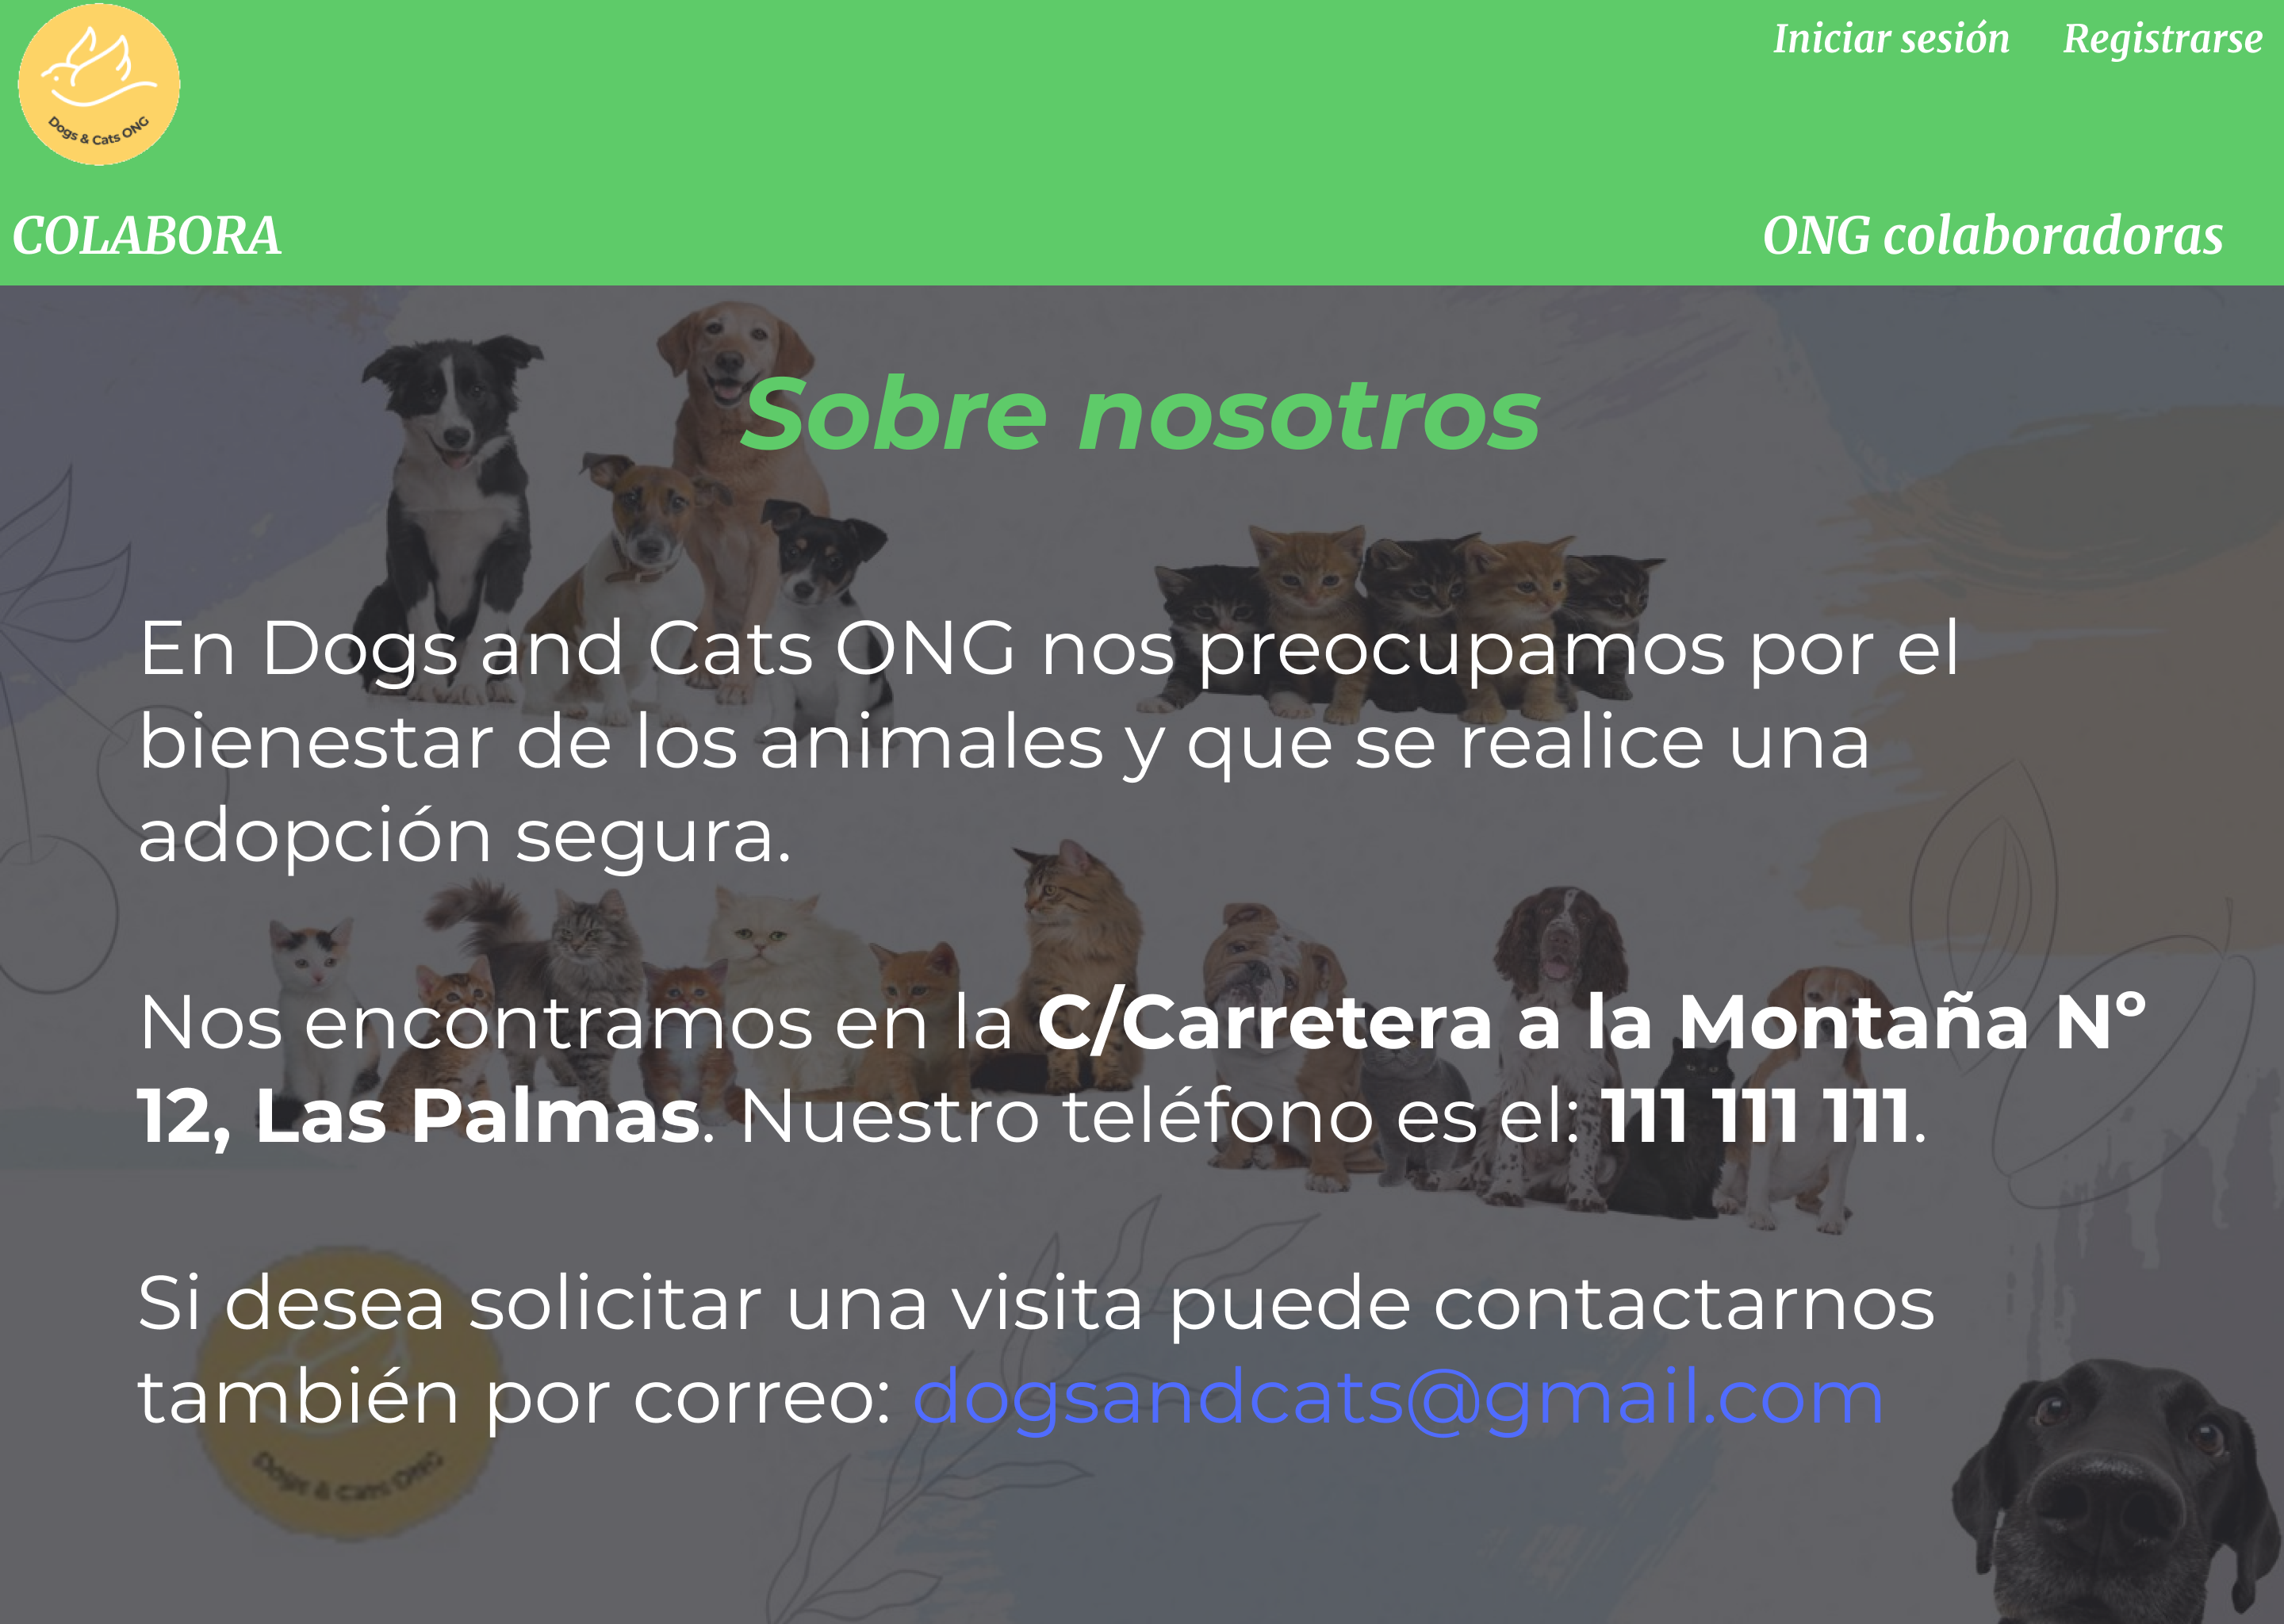 Dogs & Cats ONG
Iniciar sesión Registrarse
COLABORA
ONG colaboradoras
Sobre nosotros
En Dogs and Cats ONG nos preocupamos por el
bienestar de los animales y que se realice una
adopción segura.
Nos encontramos en la C/Carretera a la Montaña Nº
12, Las Palmas. Nuestro teléfono es el: 111 111 111.
Si desea solicitar una visita puede contactarnos
también por correo: dogsandcats@gmail.com
Dogs & Cats ONG